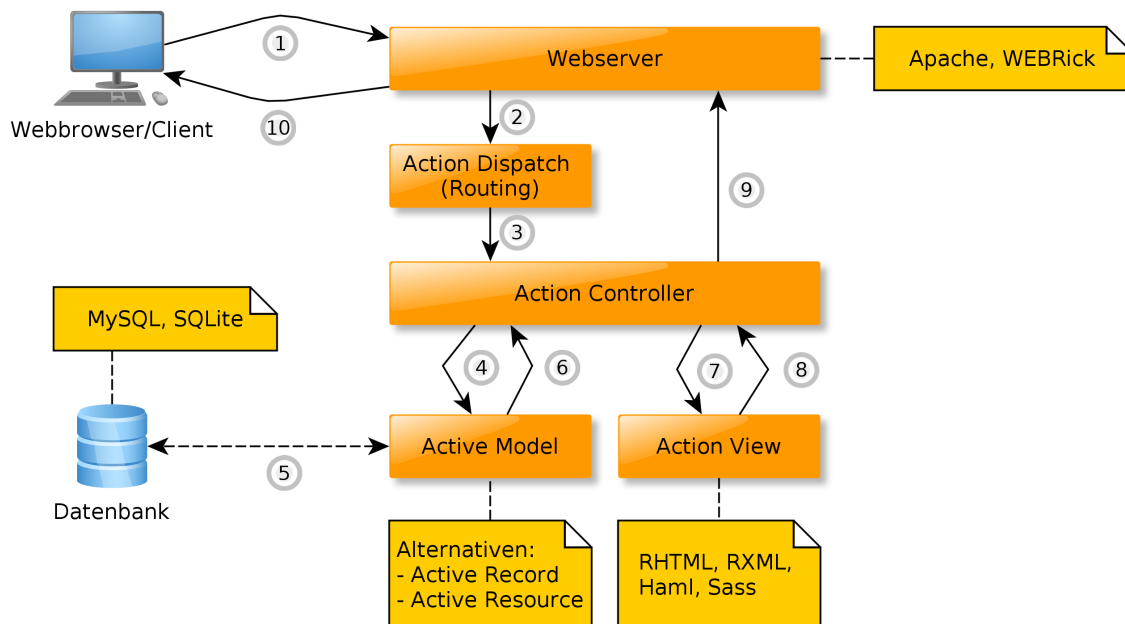 1
Webserver
Apache, WEBRick
Webbrowser/Client
10
2
Action Dispatch
(Routing)
9
3
Action Controller
MySQL, SQLite
4
6
7
8
Active Model
Action View
5
Datenbank
Alternativen:
- Active Record
- Active Resource
RHTML, RXML,
Haml, Sass